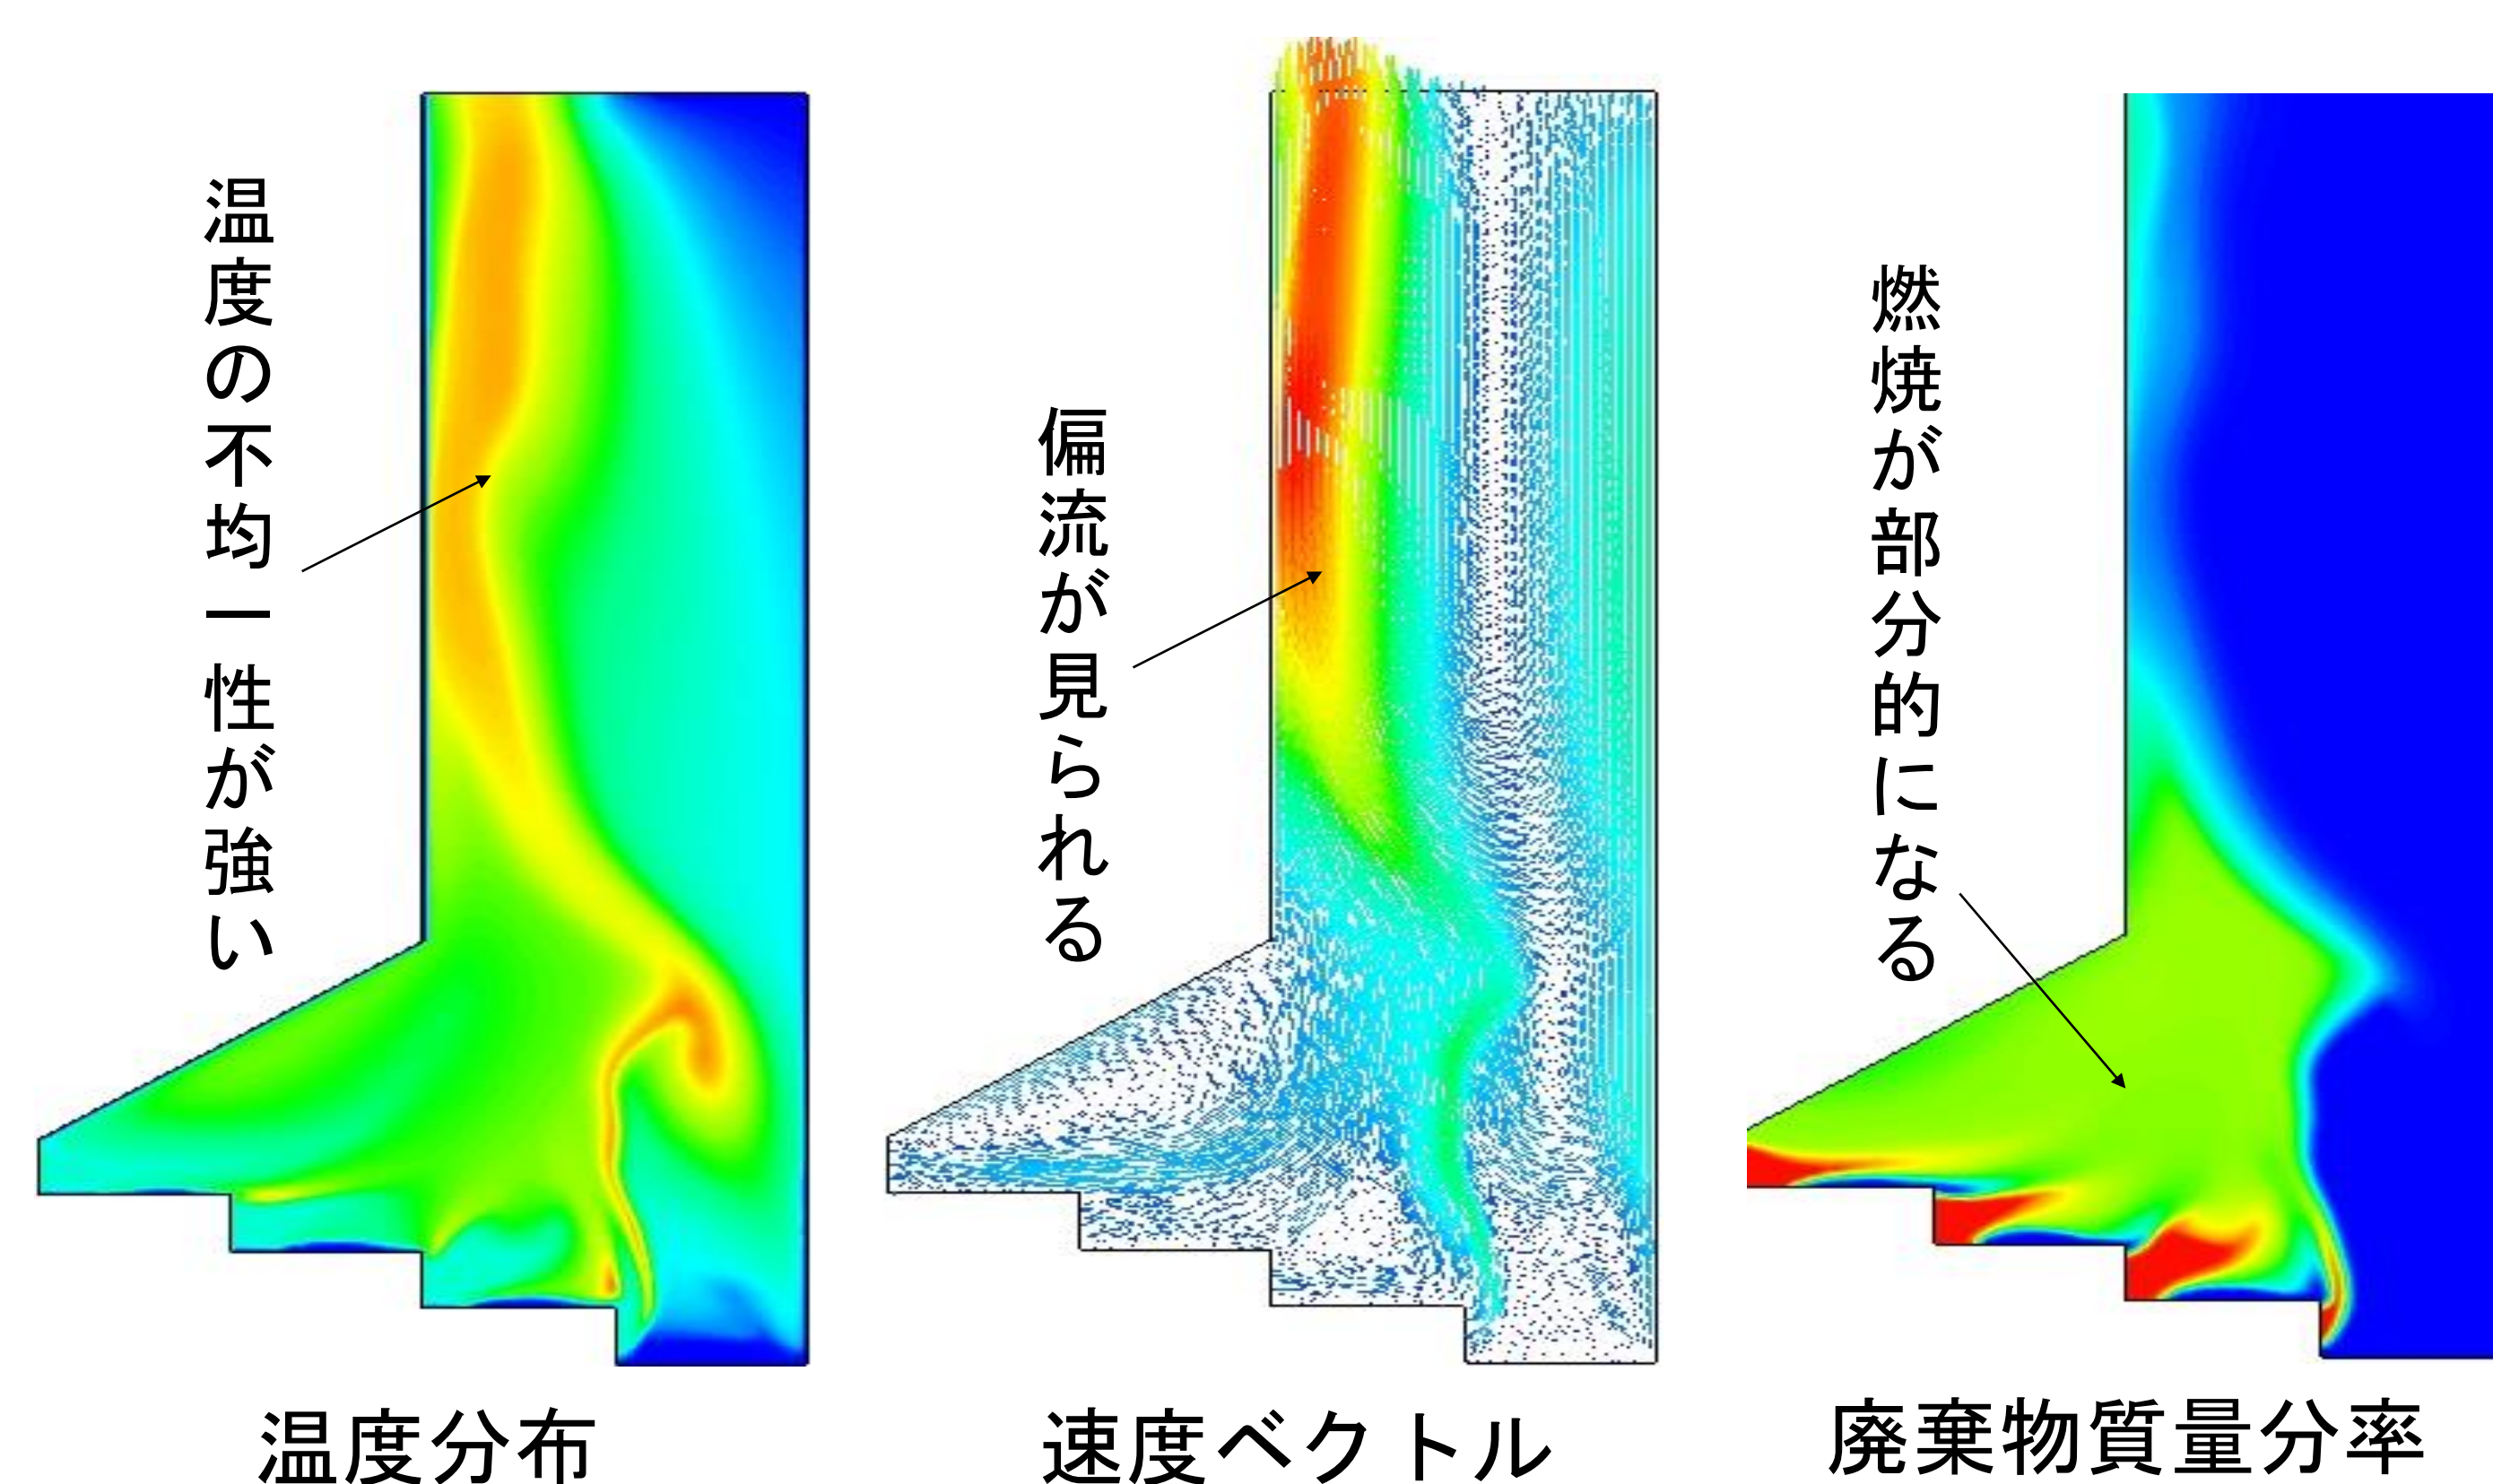 温度の不均一性が強い
偏流が見られる
燃焼が部分的になる
温度分布
速度ベクトル
廃棄物質量分率